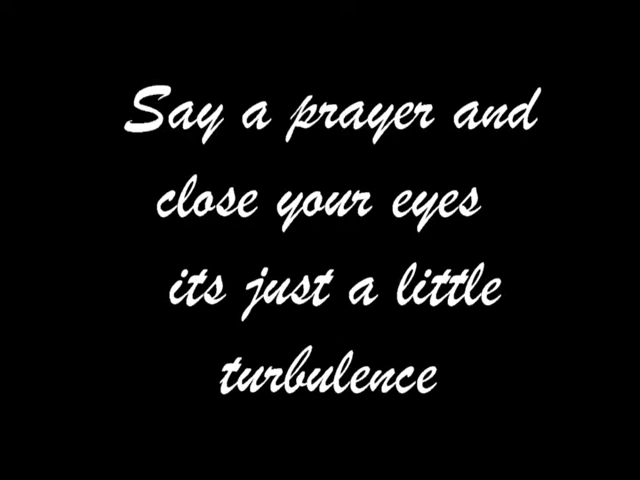 Say a prayer and
close your eyes
its just a little
turbulence